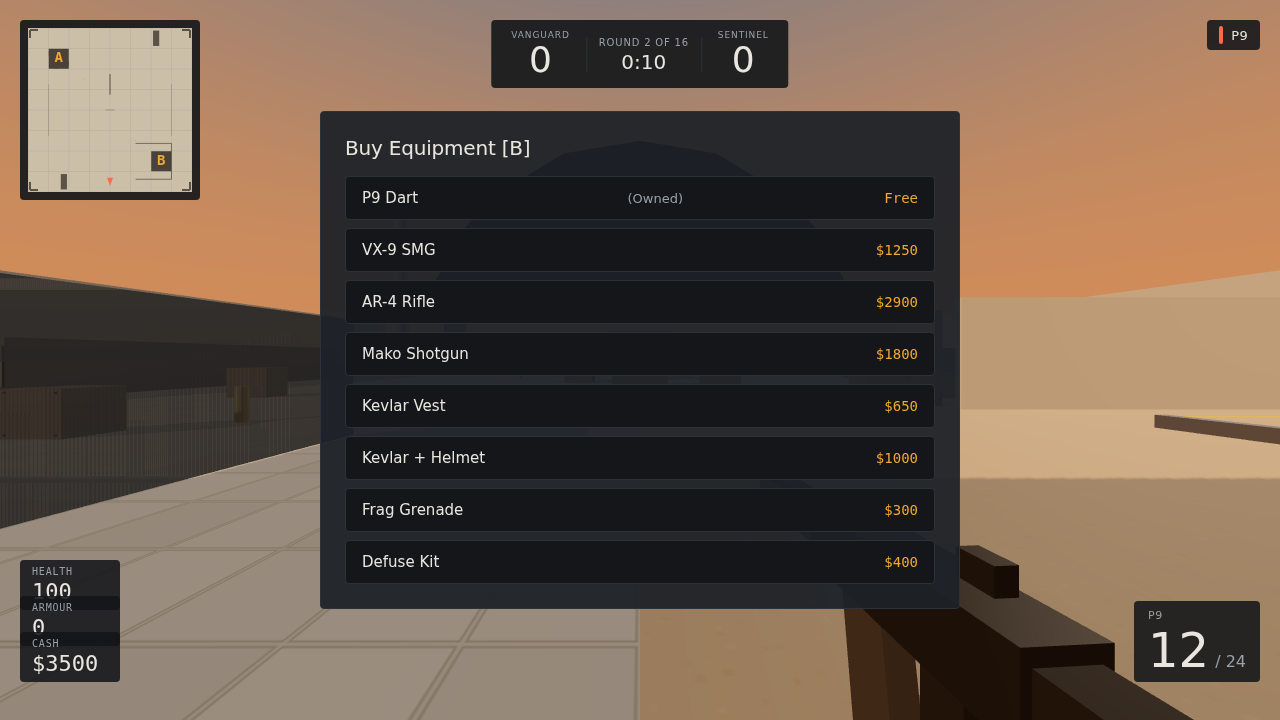 A
B
VANGUARD
0
ROUND 2 OF 16
0:10
SENTINEL
0
P9
Buy Equipment [B]
P9 Dart (Owned) Free
VX-9 SMG $1250
AR-4 Rifle $2900
Mako Shotgun $1800
Kevlar Vest $650
Kevlar + Helmet $1000
Frag Grenade $300
Defuse Kit $400
HEALTH
100
ARMOUR
0
CASH
$3500
P9
12 / 24